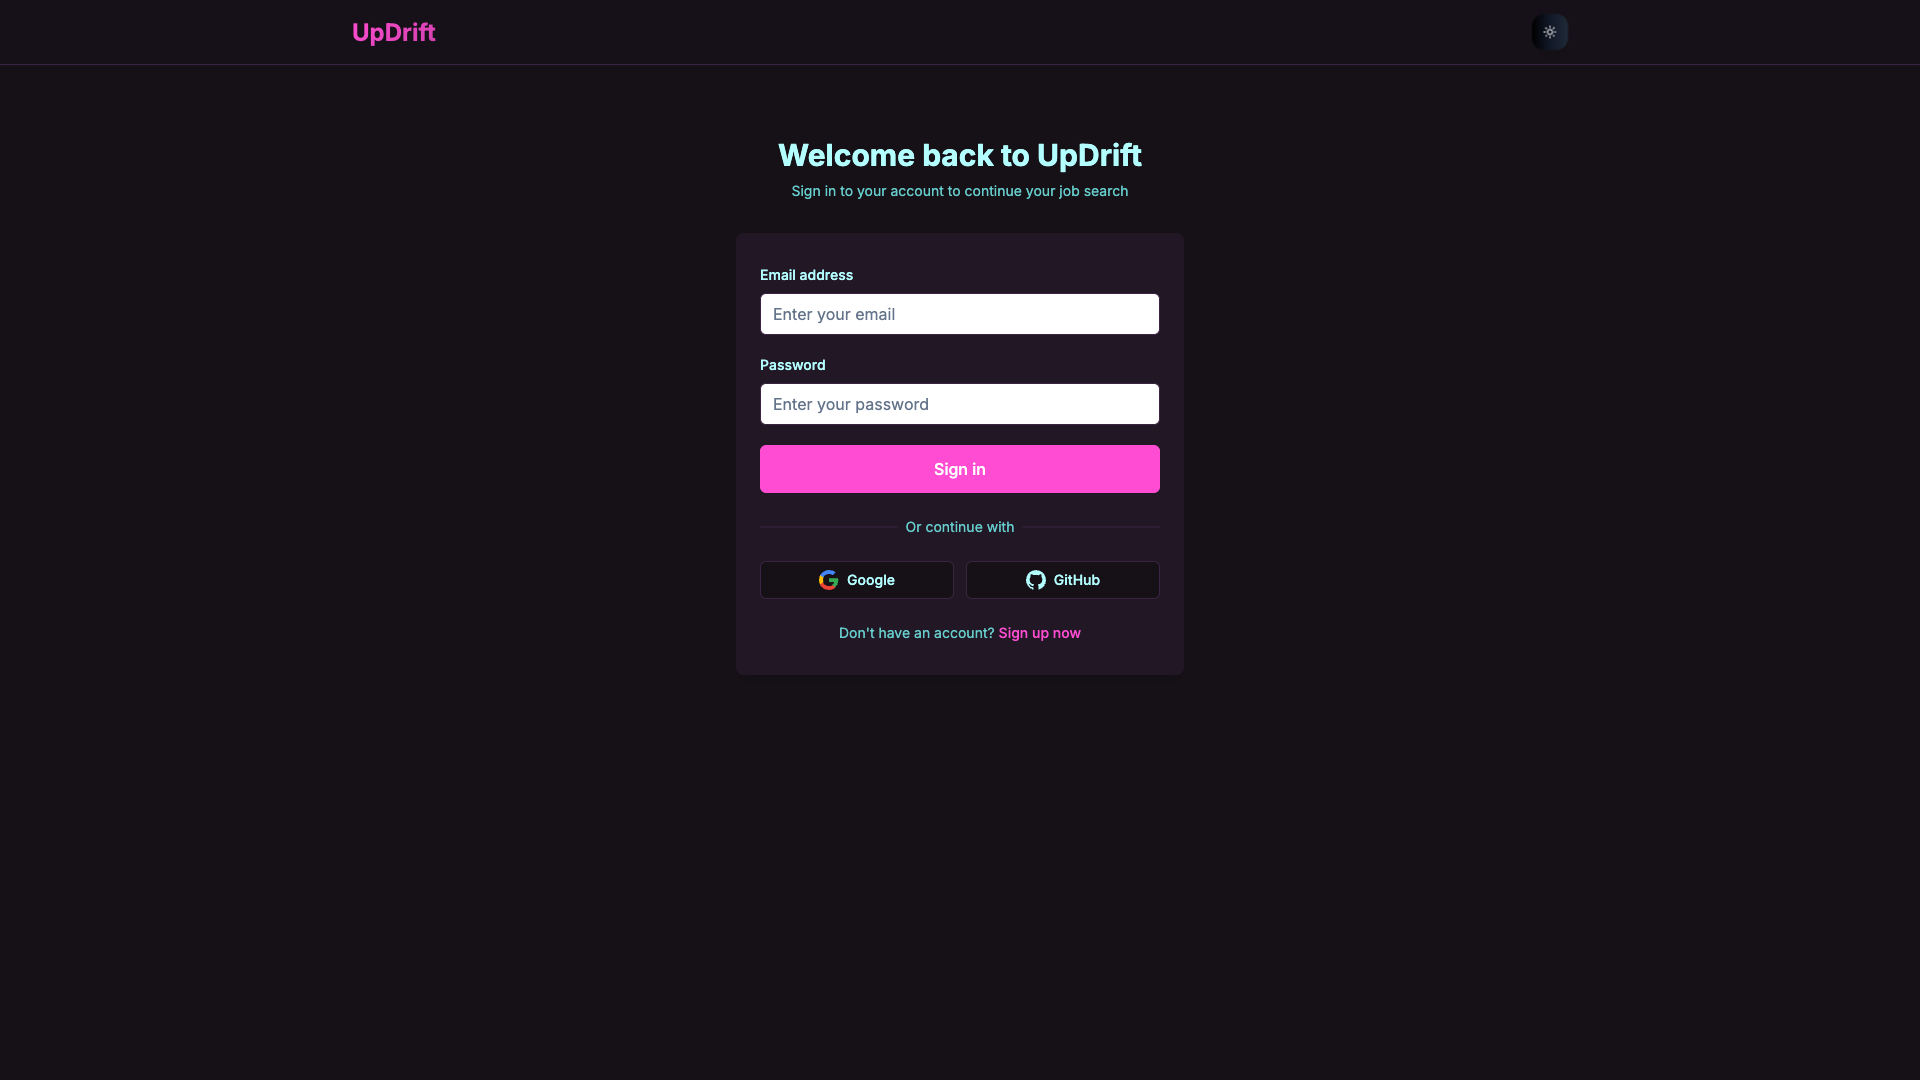 UpDrift
Welcome back to UpDrift
Sign in to your account to continue your job search
Email address
Enter your email
Password
Enter your password
Sign in
Or continue with
Google
GitHub
Don't have an account? Sign up now